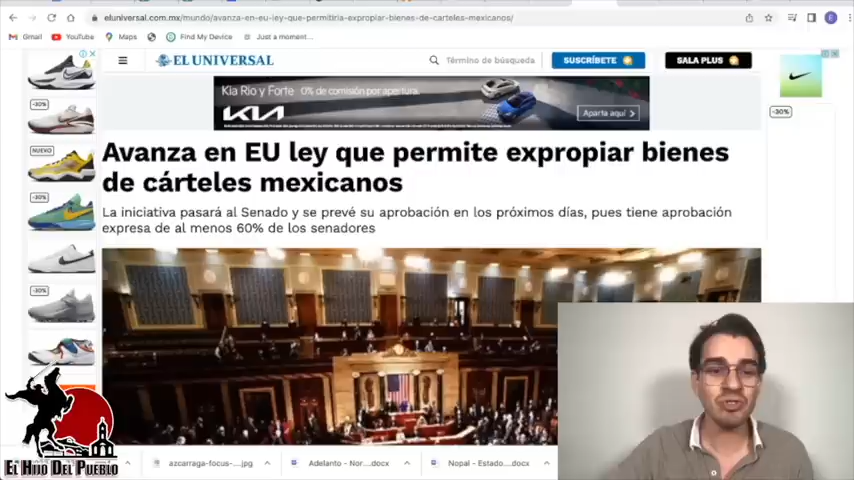 eluniversal.com.mx/mundo/avanza-en-eu-ley-que-permitiria-expropiar-bienes-de-carteles-mexicanos/
Gmail
YouTube
Maps
Find My Device
Just a moment...
EL UNIVERSAL
Término de búsqueda
SUSCRÍBETE
SALA PLUS
E
Kia Rio y Forte 0% de comisión por apertura.
KIA
Aparta aquí
-30%
NUEVO
-30%
-30%
-30%
Avanza en EU ley que permite expropiar bienes
de cárteles mexicanos
La iniciativa pasará al Senado y se prevé su aprobación en los próximos días, pues tiene aprobación
expresa de al menos 60% de los senadores
EL HIJO DEL PUEBLO
azcarraga-focus-....jpg
Adelanto - Nor....docx
Nopal - Estado....docx